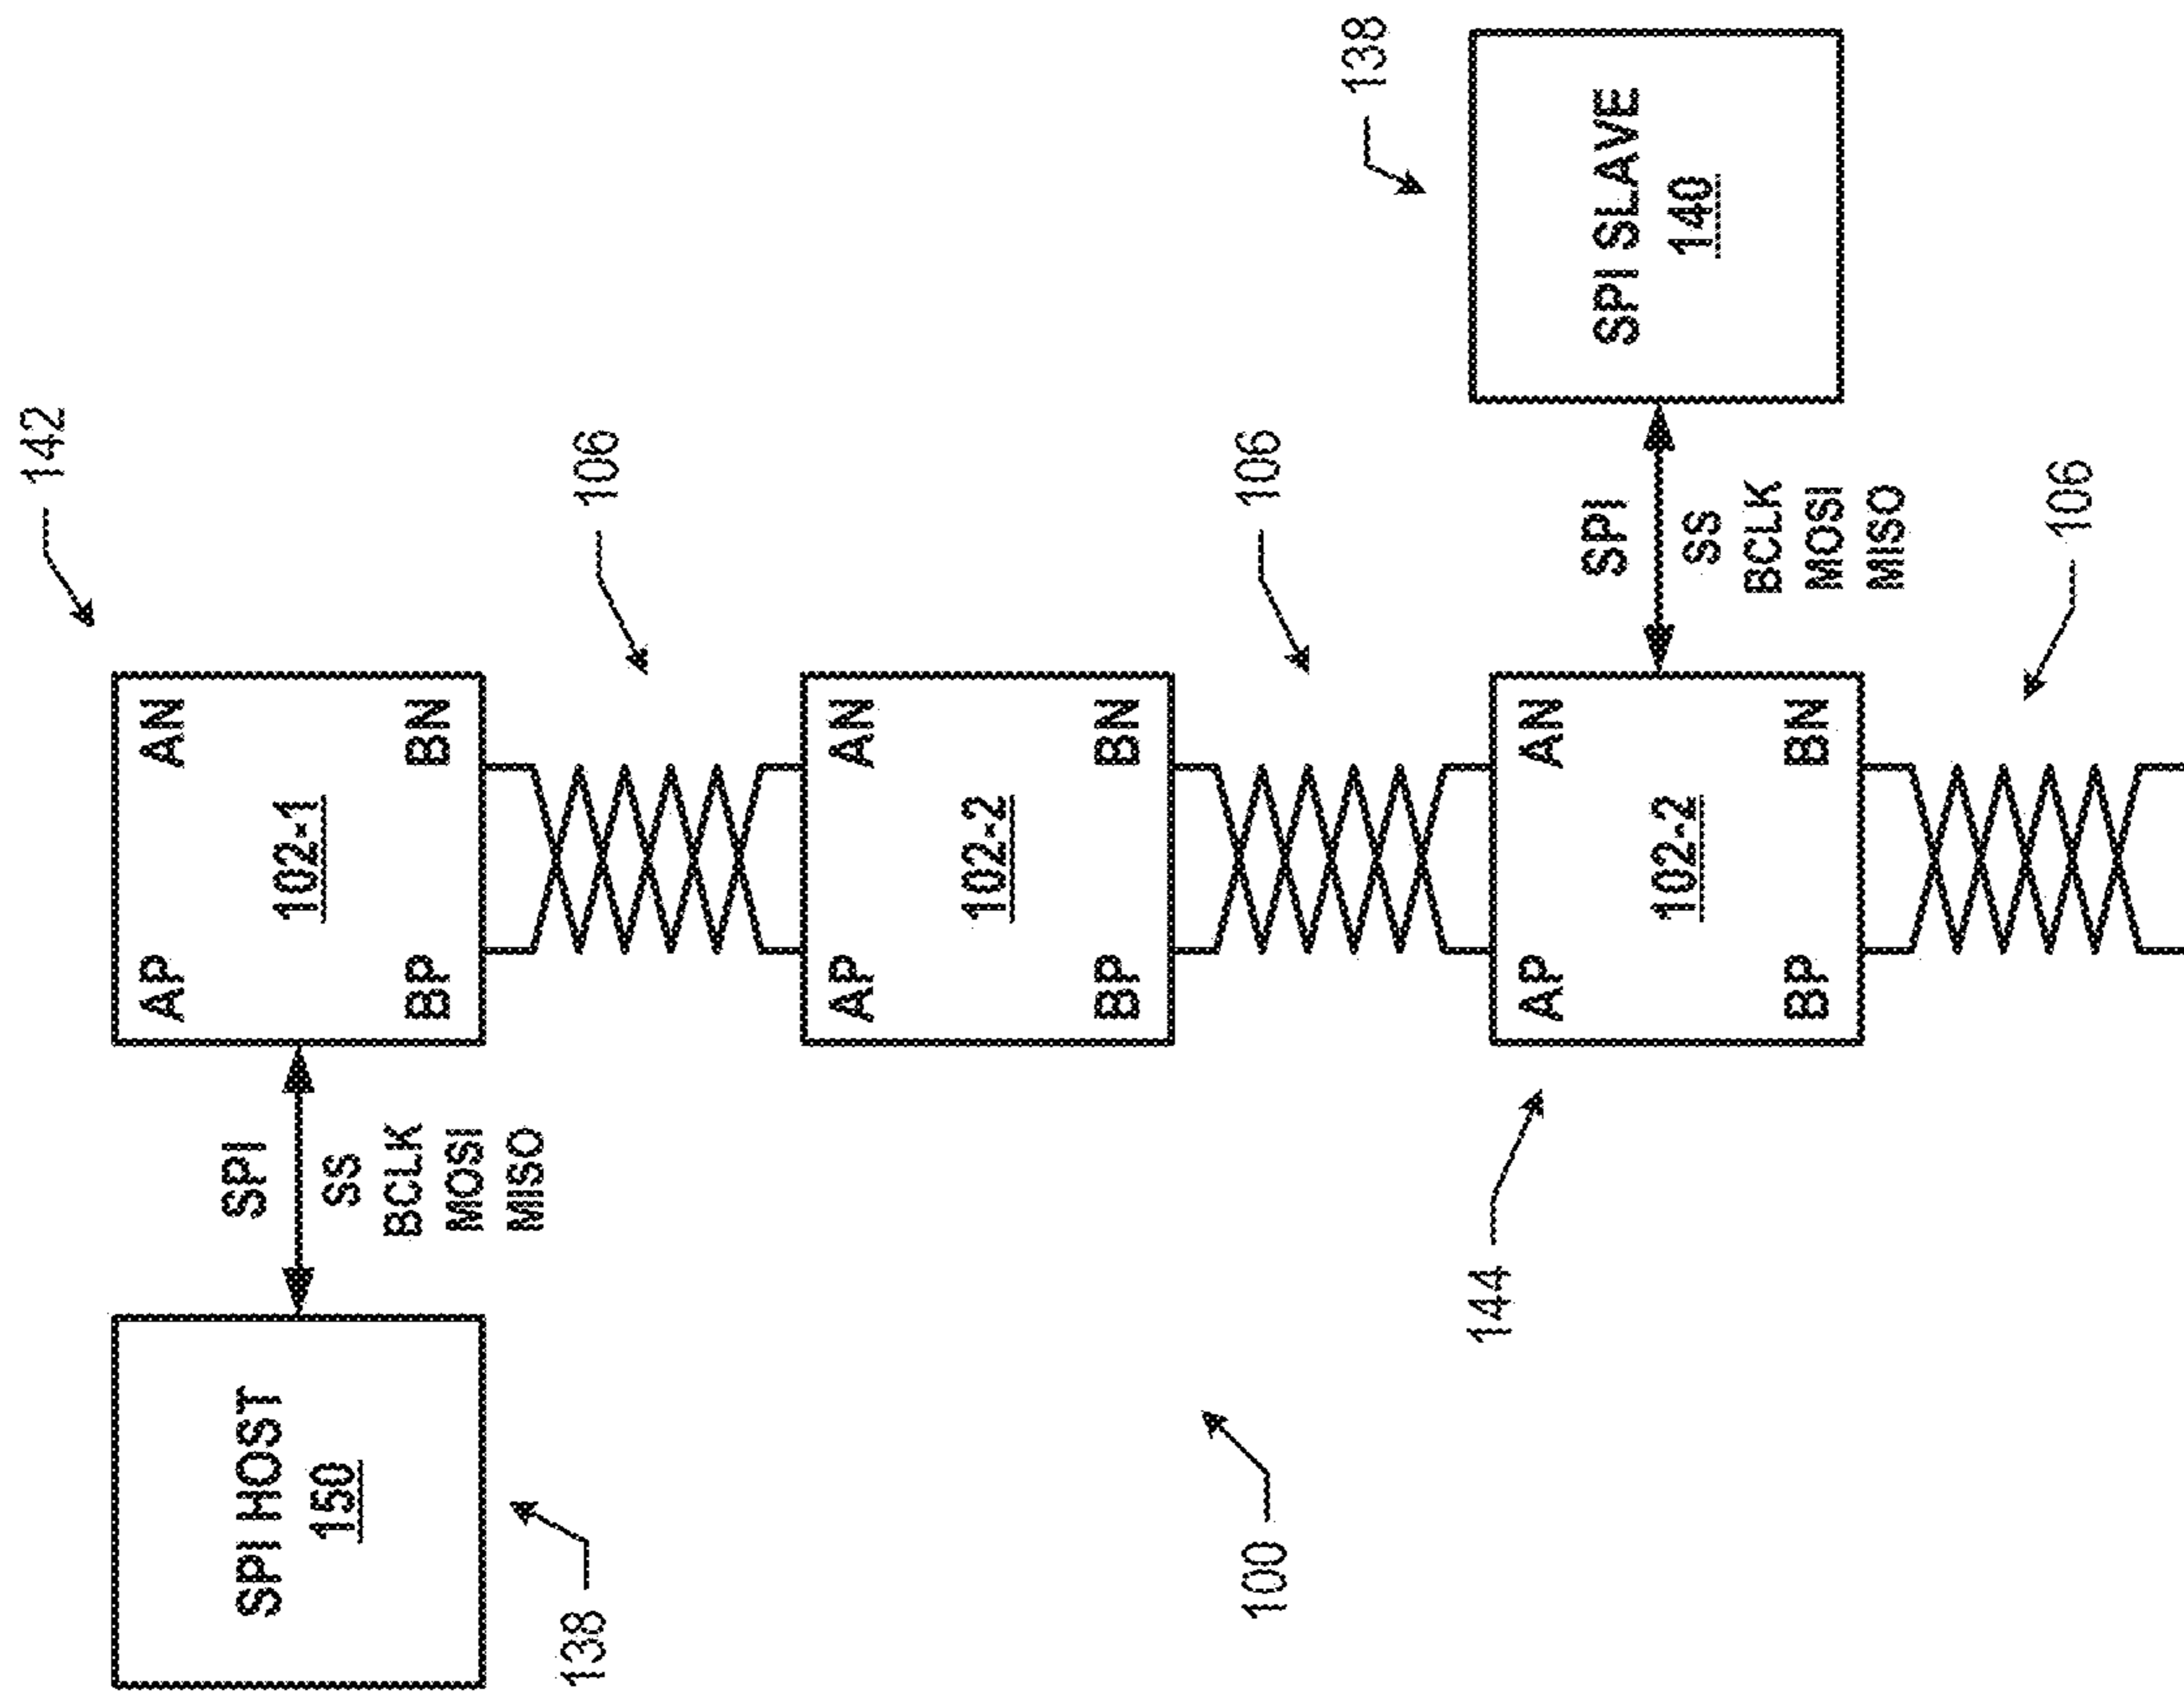 142
AP
AN
102-1
BP
BN
SPI HOST
150
138
SPI
SS
BCLK
MOSI
MISO
106
AP
AN
102-2
BP
BN
100
106
144
AP
AN
102-2
BP
BN
SPI
SS
BCLK
MOSI
MISO
138
SPI SLAVE
140
106